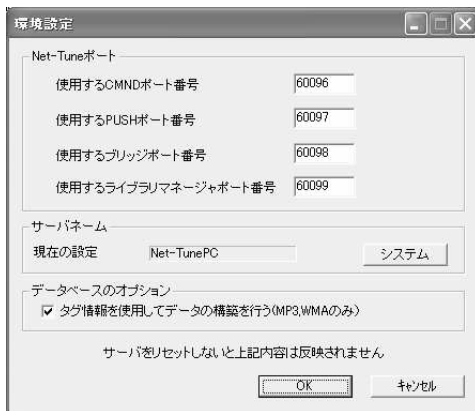 環境設定
Net-Tuneポート
使用するCMNDポート番号 60096
使用するPUSHポート番号 60097
使用するブリッジポート番号 60098
使用するライブラリマネージャポート番号 60099
サーバネーム
現在の設定 Net-TunePC システム
データベースのオプション
タグ情報を使用してデータの構築を行う(MP3,WMAのみ)
サーバをリセットしないと上記内容は反映されません
OK キャンセル